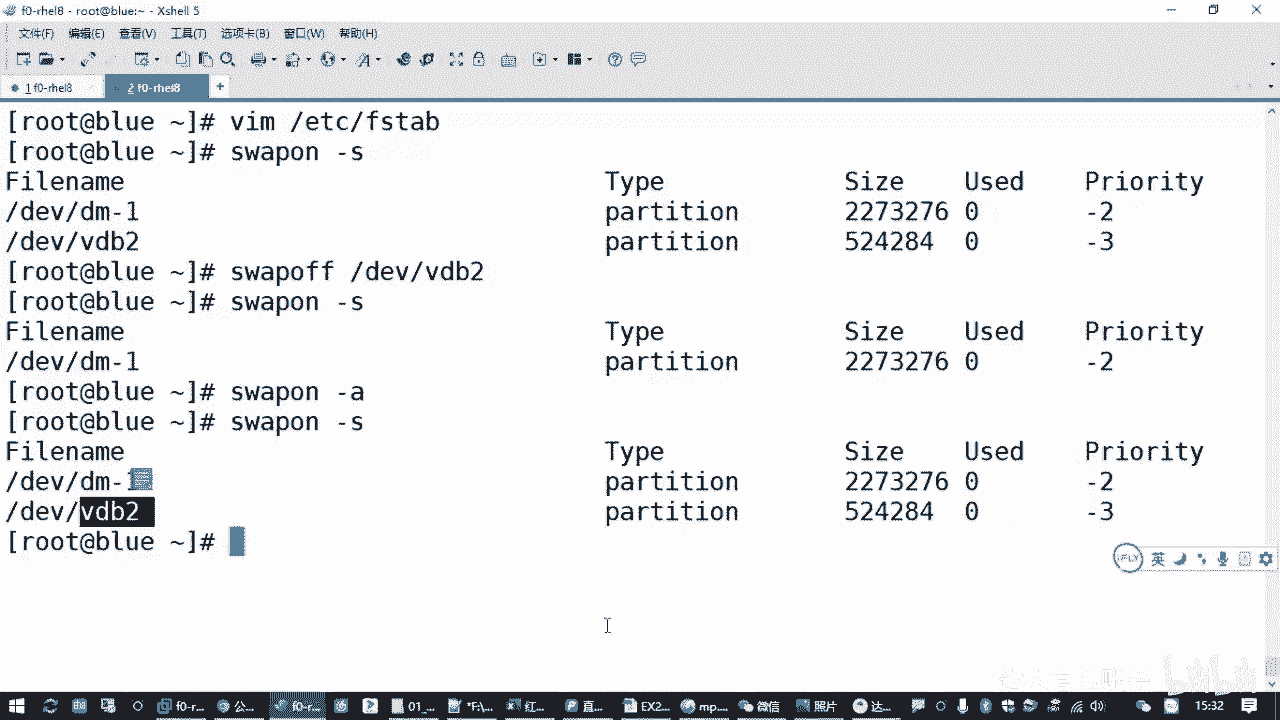 f0-rhel8 - root@blue:~ - Xshell 5
文件(F) 编辑(E) 查看(V) 工具(T) 选项卡(B) 窗口(W) 帮助(H)
1 f0-rhel8 2 f0-rhel8 +
[root@blue ~]# vim /etc/fstab
[root@blue ~]# swapon -s
Filename Type Size Used Priority
/dev/dm-1 partition 2273276 0 -2
/dev/vdb2 partition 524284 0 -3
[root@blue ~]# swapoff /dev/vdb2
[root@blue ~]# swapon -s
Filename Type Size Used Priority
/dev/dm-1 partition 2273276 0 -2
[root@blue ~]# swapon -a
[root@blue ~]# swapon -s
Filename Type Size Used Priority
/dev/dm-1 partition 2273276 0 -2
/dev/vdb2 partition 524284 0 -3
[root@blue ~]#
iFLY 英
f0-r... 公... f0-r... 01_... *F:\... 红... 直... EX2... mp... 微信 照片 达... 15:32